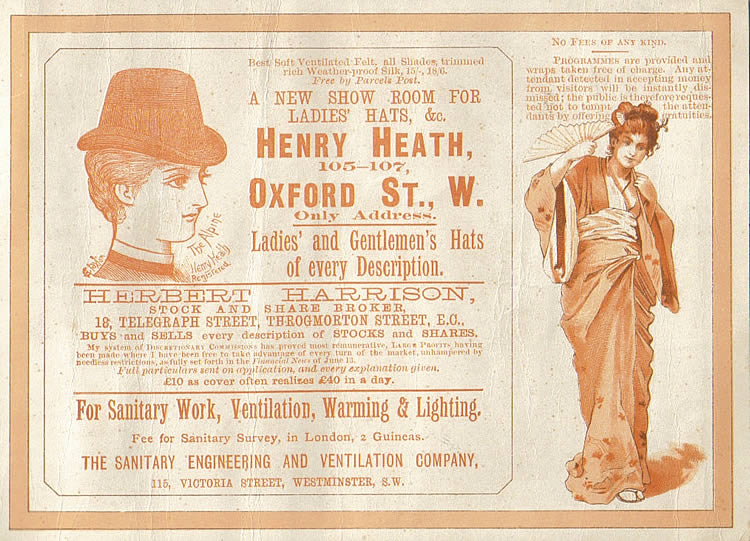 Best Soft Ventilated Felt, all Shades, trimmed
rich Weather-proof Silk, 15/-, 18/6.
Free by Parcels Post.
A NEW SHOW ROOM FOR
LADIES' HATS, &c.
HENRY HEATH,
105–107,
OXFORD ST., W.
Only Address.
Ladies' and Gentlemen's Hats
of every Description.
The Alpine
Henry Heath
Registered
HERBERT HARRISON,
STOCK AND SHARE BROKER,
18, TELEGRAPH STREET, THROGMORTON STREET, E.C.,
BUYS and SELLS every description of STOCKS and SHARES.
My system of DISCRETIONARY COMMISSIONS has proved most remunerative, LARGE PROFITS having
been made where I have been free to take advantage of every turn of the market, unhampered by
needless restrictions, as fully set forth in the Financial News of June 15.
Full particulars sent on application, and every explanation given.
£10 as cover often realizes £40 in a day.
For Sanitary Work, Ventilation, Warming & Lighting.
Fee for Sanitary Survey, in London, 2 Guineas.
THE SANITARY ENGINEERING AND VENTILATION COMPANY,
115, VICTORIA STREET, WESTMINSTER, S.W.
NO FEES OF ANY KIND.
PROGRAMMES are provided and
wraps taken free of charge. Any at-
tendant detected in accepting money
from visitors will be instantly dis-
missed; the public is therefore reques-
ted not to tempt the atten-
dants by offering gratuities.